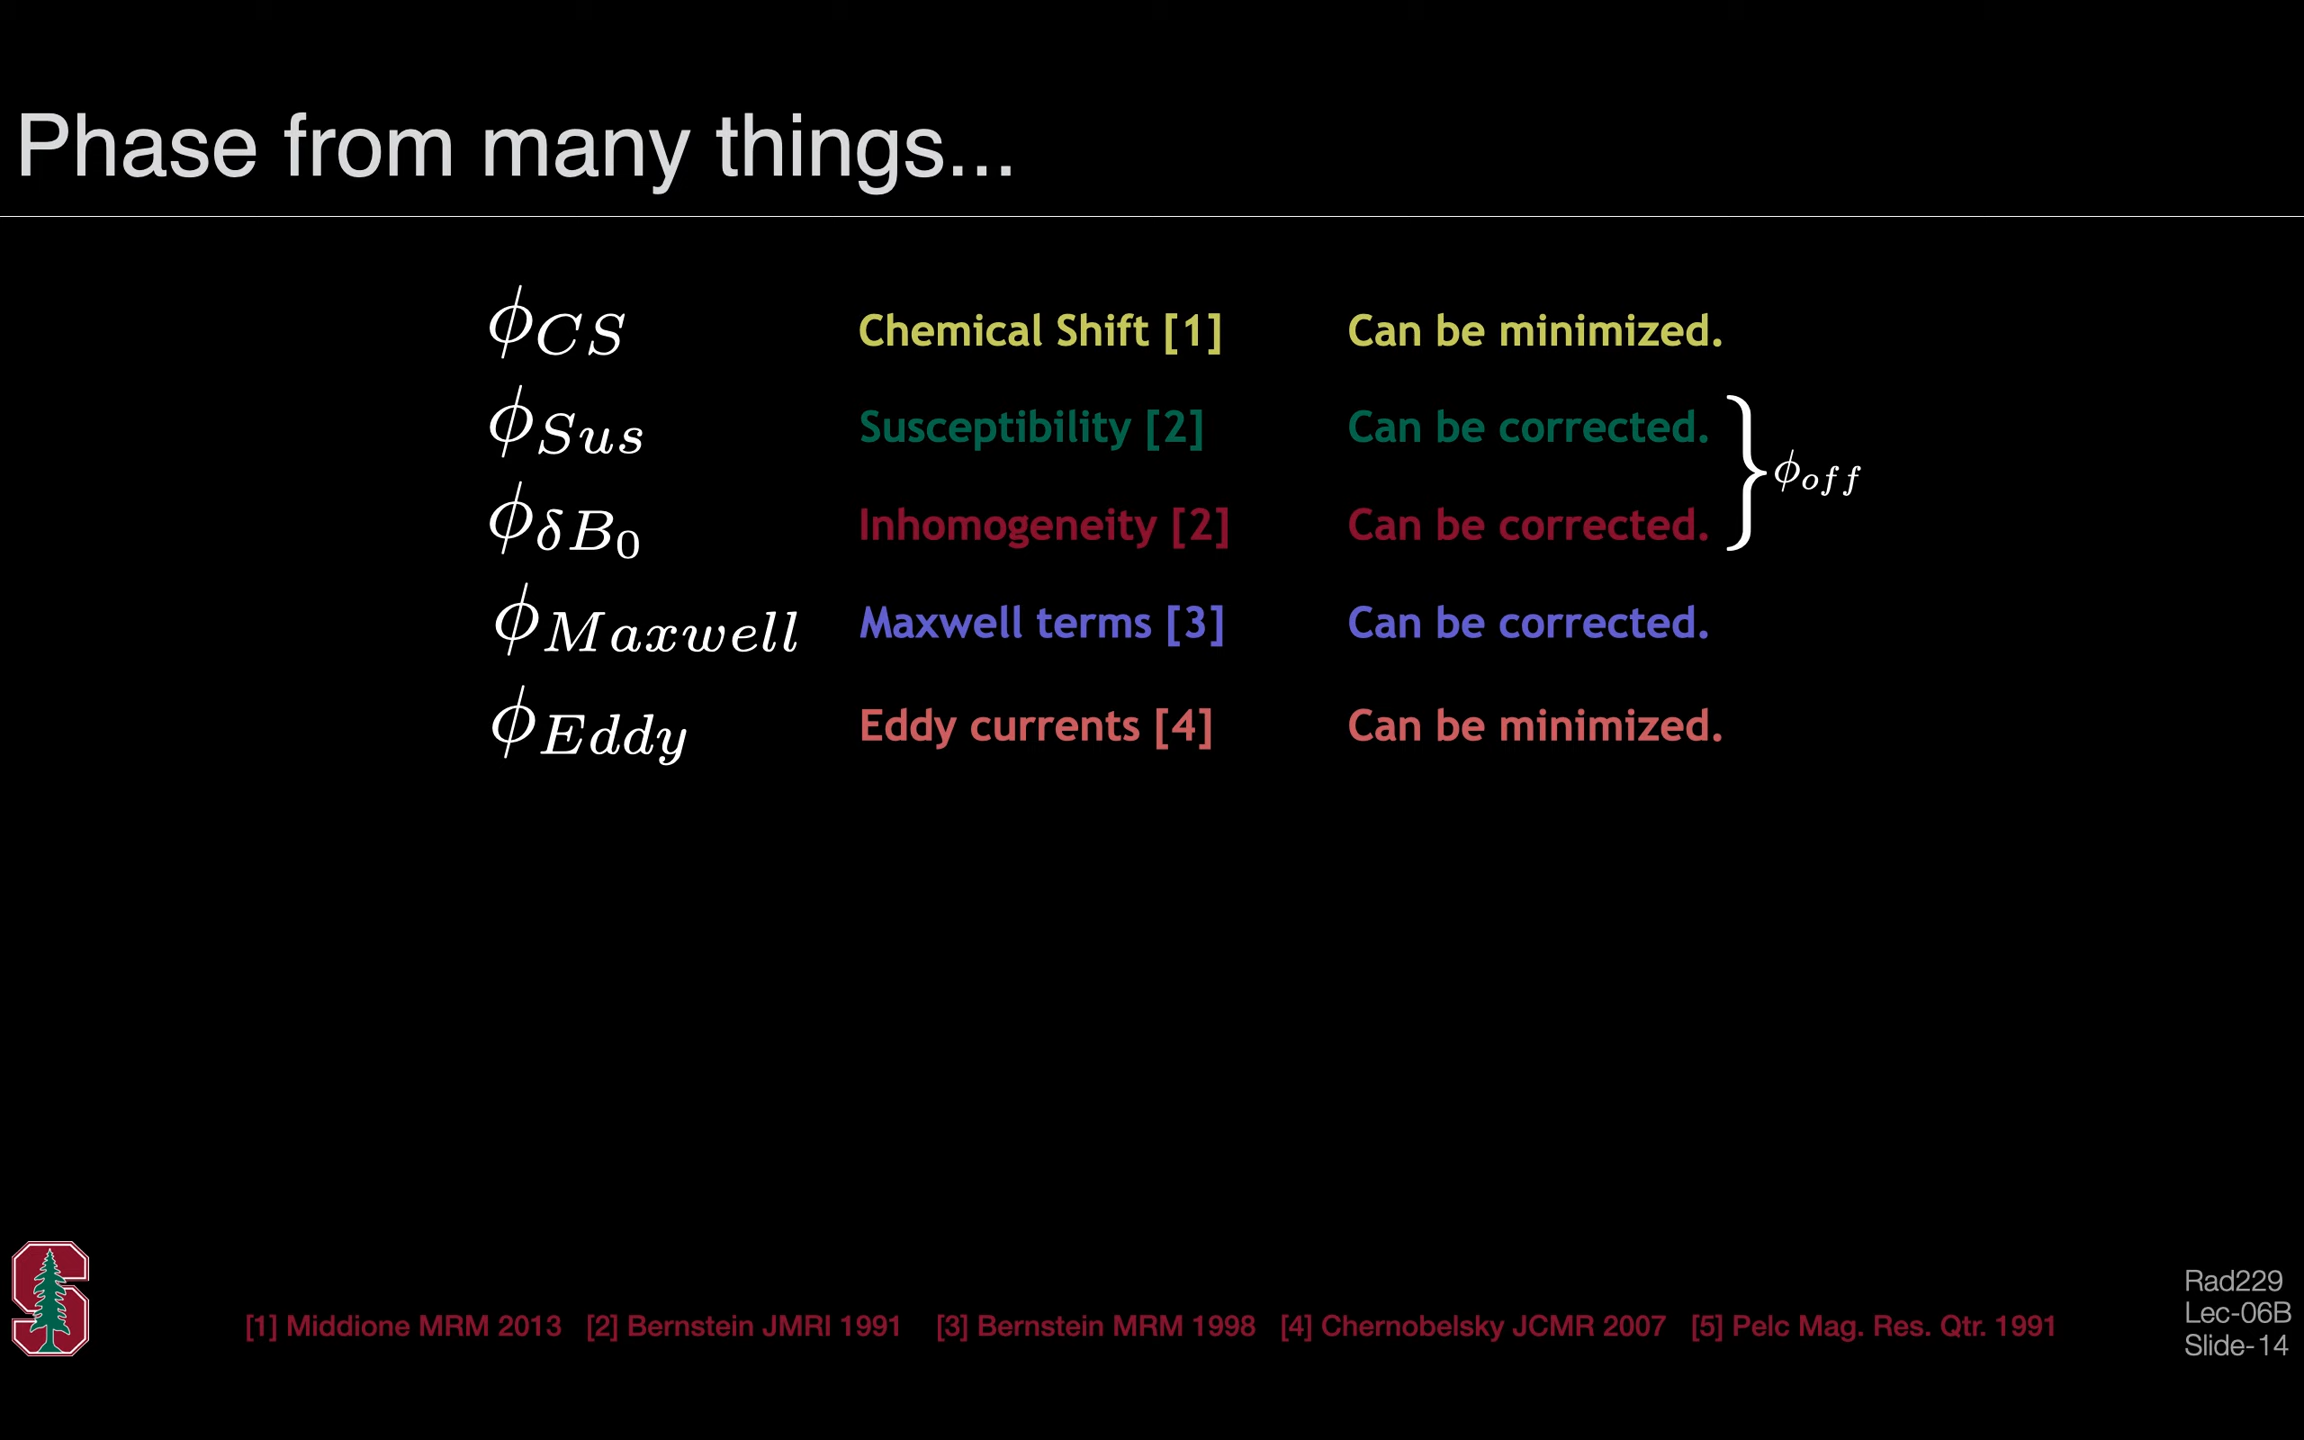 Phase from many things...
ϕCS Chemical Shift [1] Can be minimized.
ϕSus Susceptibility [2] Can be corrected.
ϕoff
ϕδB0 Inhomogeneity [2] Can be corrected.
ϕMaxwell Maxwell terms [3] Can be corrected.
ϕEddy Eddy currents [4] Can be minimized.
[1] Middione MRM 2013 [2] Bernstein JMRI 1991 [3] Bernstein MRM 1998 [4] Chernobelsky JCMR 2007 [5] Pelc Mag. Res. Qtr. 1991
Rad229
Lec-06B
Slide-14